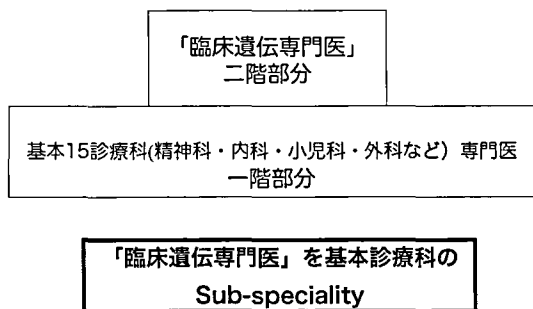 「臨床遺伝専門医」
二階部分
基本15診療科(精神科・内科・小児科・外科など）専門医
一階部分
「臨床遺伝専門医」を基本診療科の
Sub-speciality